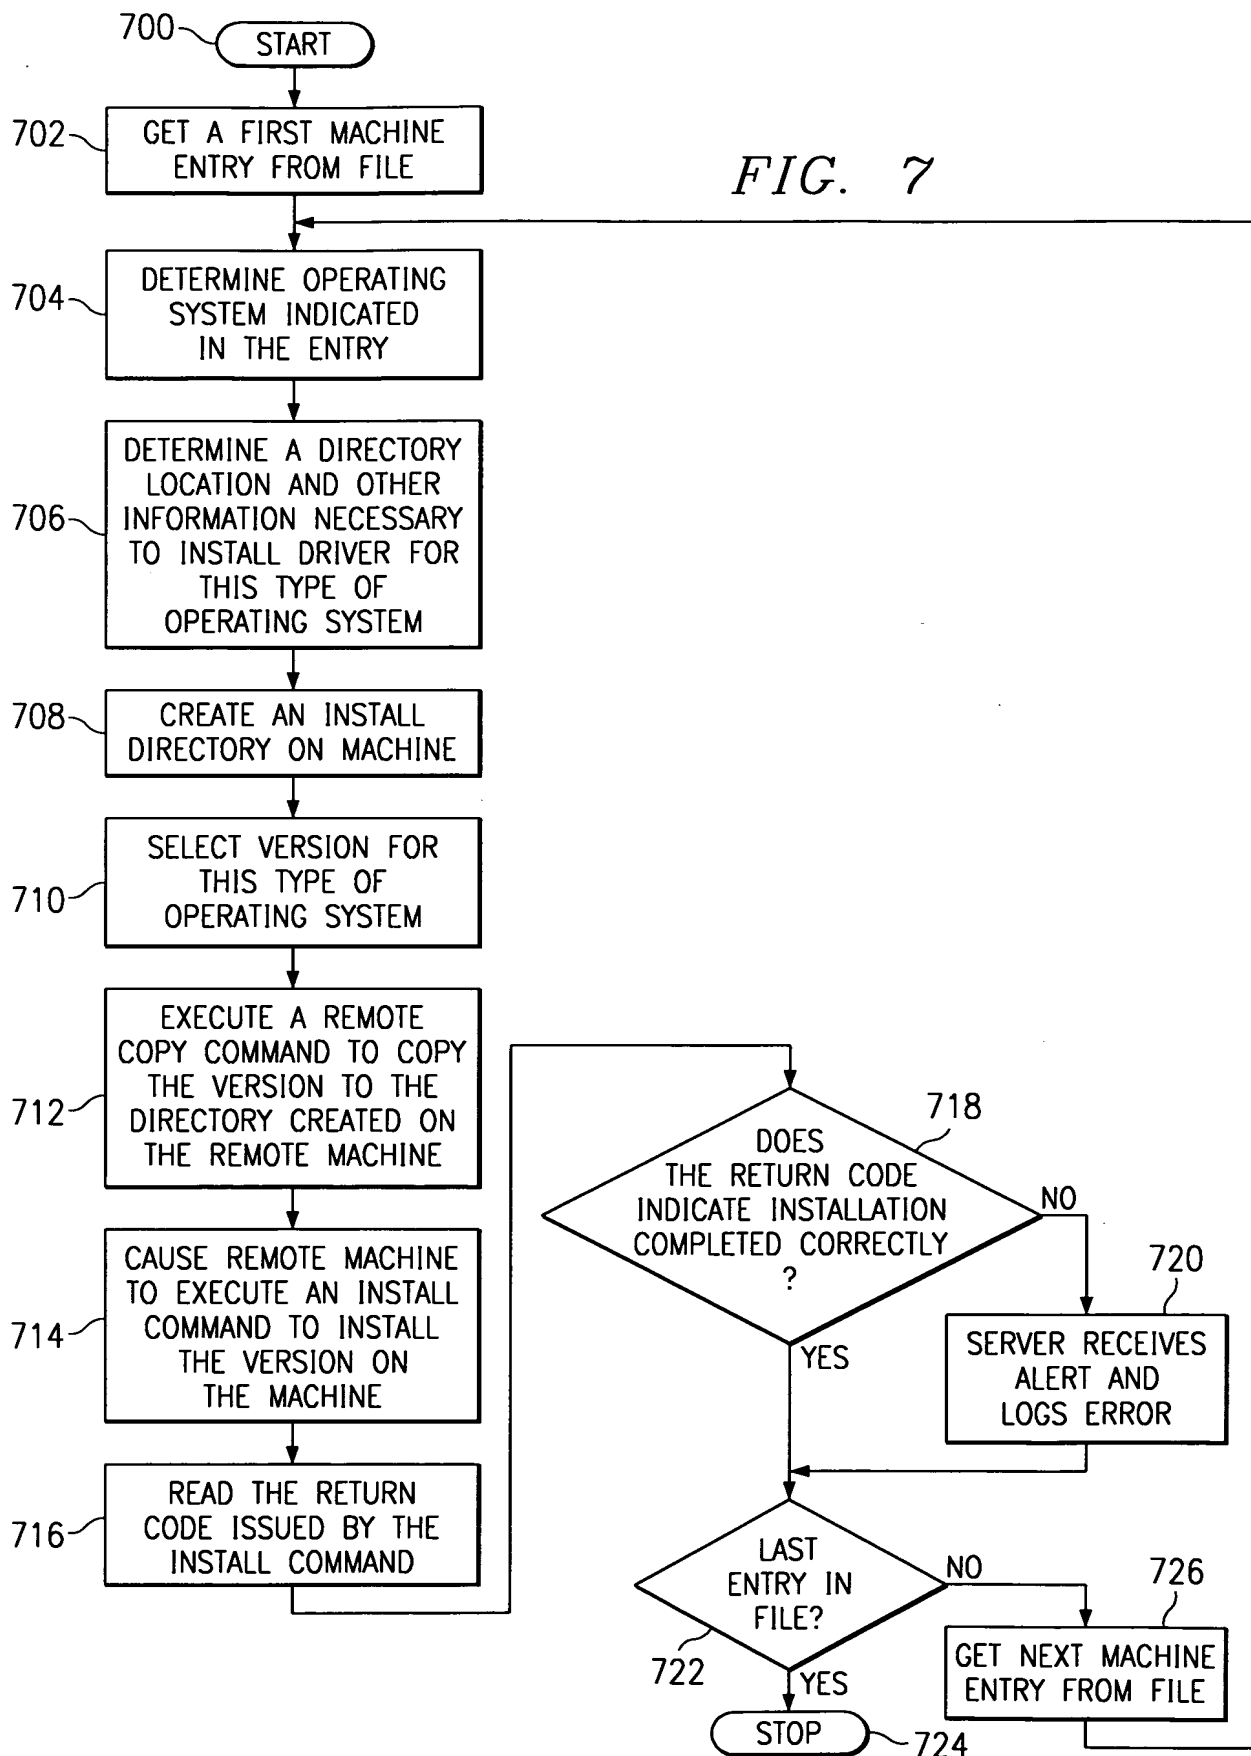 700
START
702
GET A FIRST MACHINE
ENTRY FROM FILE
FIG. 7
704
DETERMINE OPERATING
SYSTEM INDICATED
IN THE ENTRY
706
DETERMINE A DIRECTORY
LOCATION AND OTHER
INFORMATION NECESSARY
TO INSTALL DRIVER FOR
THIS TYPE OF
OPERATING SYSTEM
708
CREATE AN INSTALL
DIRECTORY ON MACHINE
710
SELECT VERSION FOR
THIS TYPE OF
OPERATING SYSTEM
712
EXECUTE A REMOTE
COPY COMMAND TO COPY
THE VERSION TO THE
DIRECTORY CREATED ON
THE REMOTE MACHINE
714
CAUSE REMOTE MACHINE
TO EXECUTE AN INSTALL
COMMAND TO INSTALL
THE VERSION ON
THE MACHINE
716
READ THE RETURN
CODE ISSUED BY THE
INSTALL COMMAND
718
DOES
THE RETURN CODE
INDICATE INSTALLATION
COMPLETED CORRECTLY
?
NO
YES
720
SERVER RECEIVES
ALERT AND
LOGS ERROR
722
LAST
ENTRY IN
FILE?
NO
YES
726
GET NEXT MACHINE
ENTRY FROM FILE
STOP
724